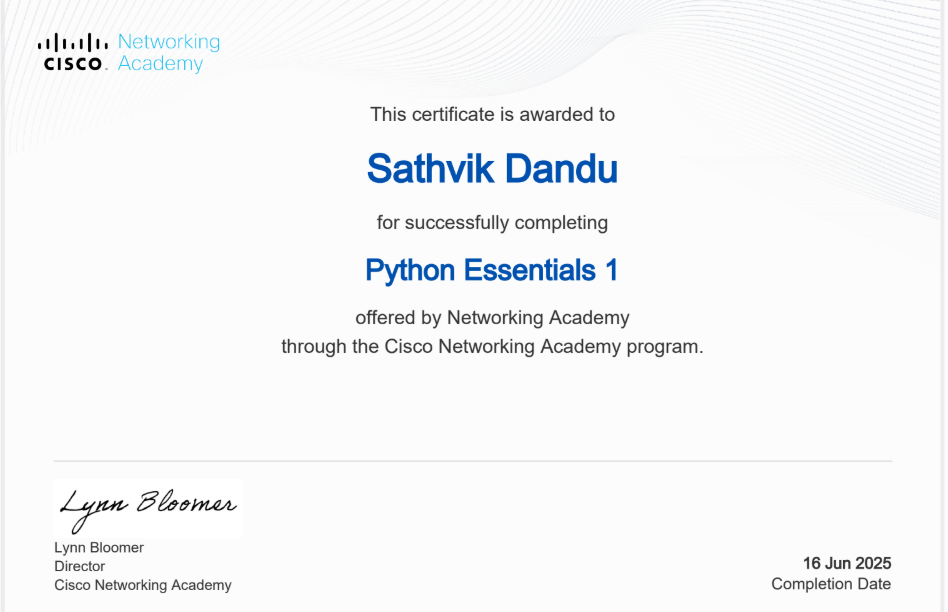 CISCO. Networking Academy
This certificate is awarded to
Sathvik Dandu
for successfully completing
Python Essentials 1
offered by Networking Academy
through the Cisco Networking Academy program.
Lynn Bloomer
Lynn Bloomer
Director
Cisco Networking Academy
16 Jun 2025
Completion Date